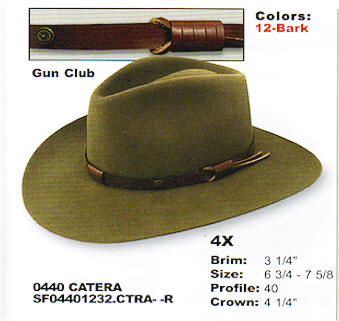 Colors:
12-Bark
Gun Club
4X
Brim: 3 1/4"
Size: 6 3/4 - 7 5/8
Profile: 40
Crown: 4 1/4"
0440 CATERA
SF04401232.CTRA- -R